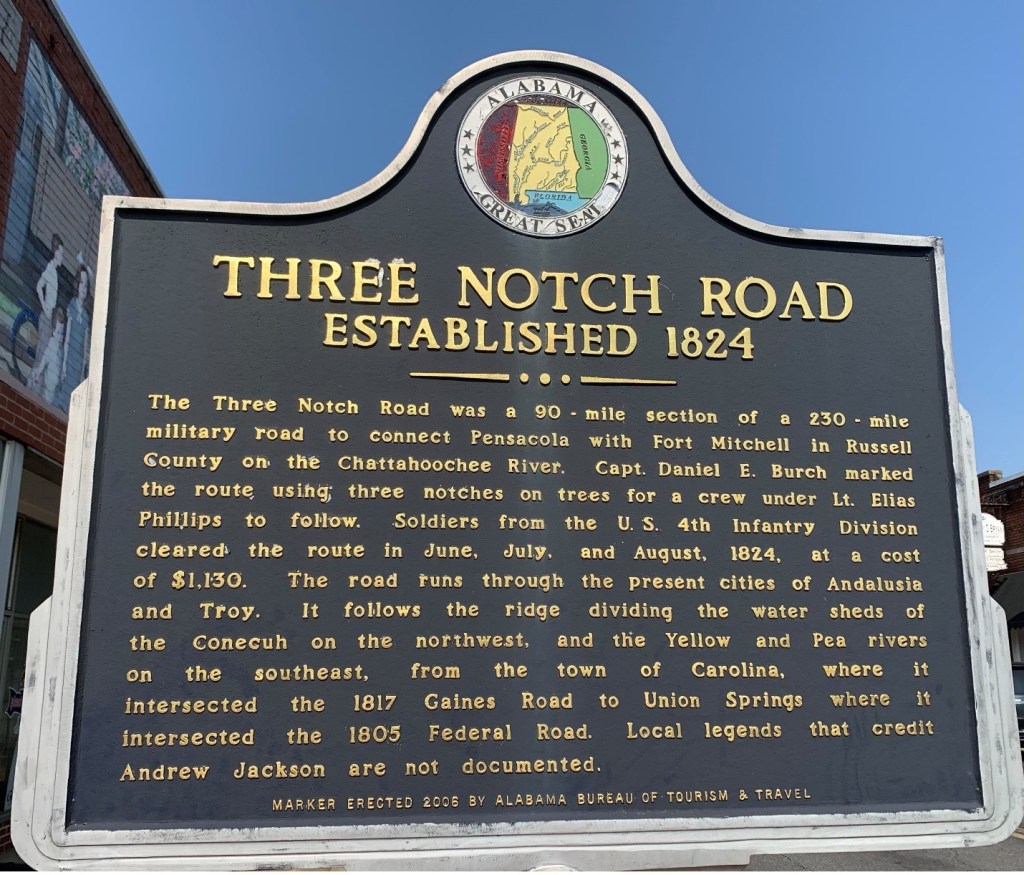 ALABAMA
GEORGIA
FLORIDA
GREAT SEAL
THREE NOTCH ROAD
ESTABLISHED 1824
The Three Notch Road was a 90 - mile section of a 230 - mile
military road to connect Pensacola with Fort Mitchell in Russell
County on the Chattahoochee River. Capt. Daniel E. Burch marked
the route using three notches on trees for a crew under Lt. Elias
Phillips to follow. Soldiers from the U.S. 4th Infantry Division
cleared the route in June, July, and August, 1824, at a cost
of $1,130. The road runs through the present cities of Andalusia
and Troy. It follows the ridge dividing the water sheds of
the Conecuh on the northwest, and the Yellow and Pea rivers
on the southeast, from the town of Carolina, where it
intersected the 1817 Gaines Road to Union Springs where it
intersected the 1805 Federal Road. Local legends that credit
Andrew Jackson are not documented.
MARKER ERECTED 2006 BY ALABAMA BUREAU OF TOURISM & TRAVEL